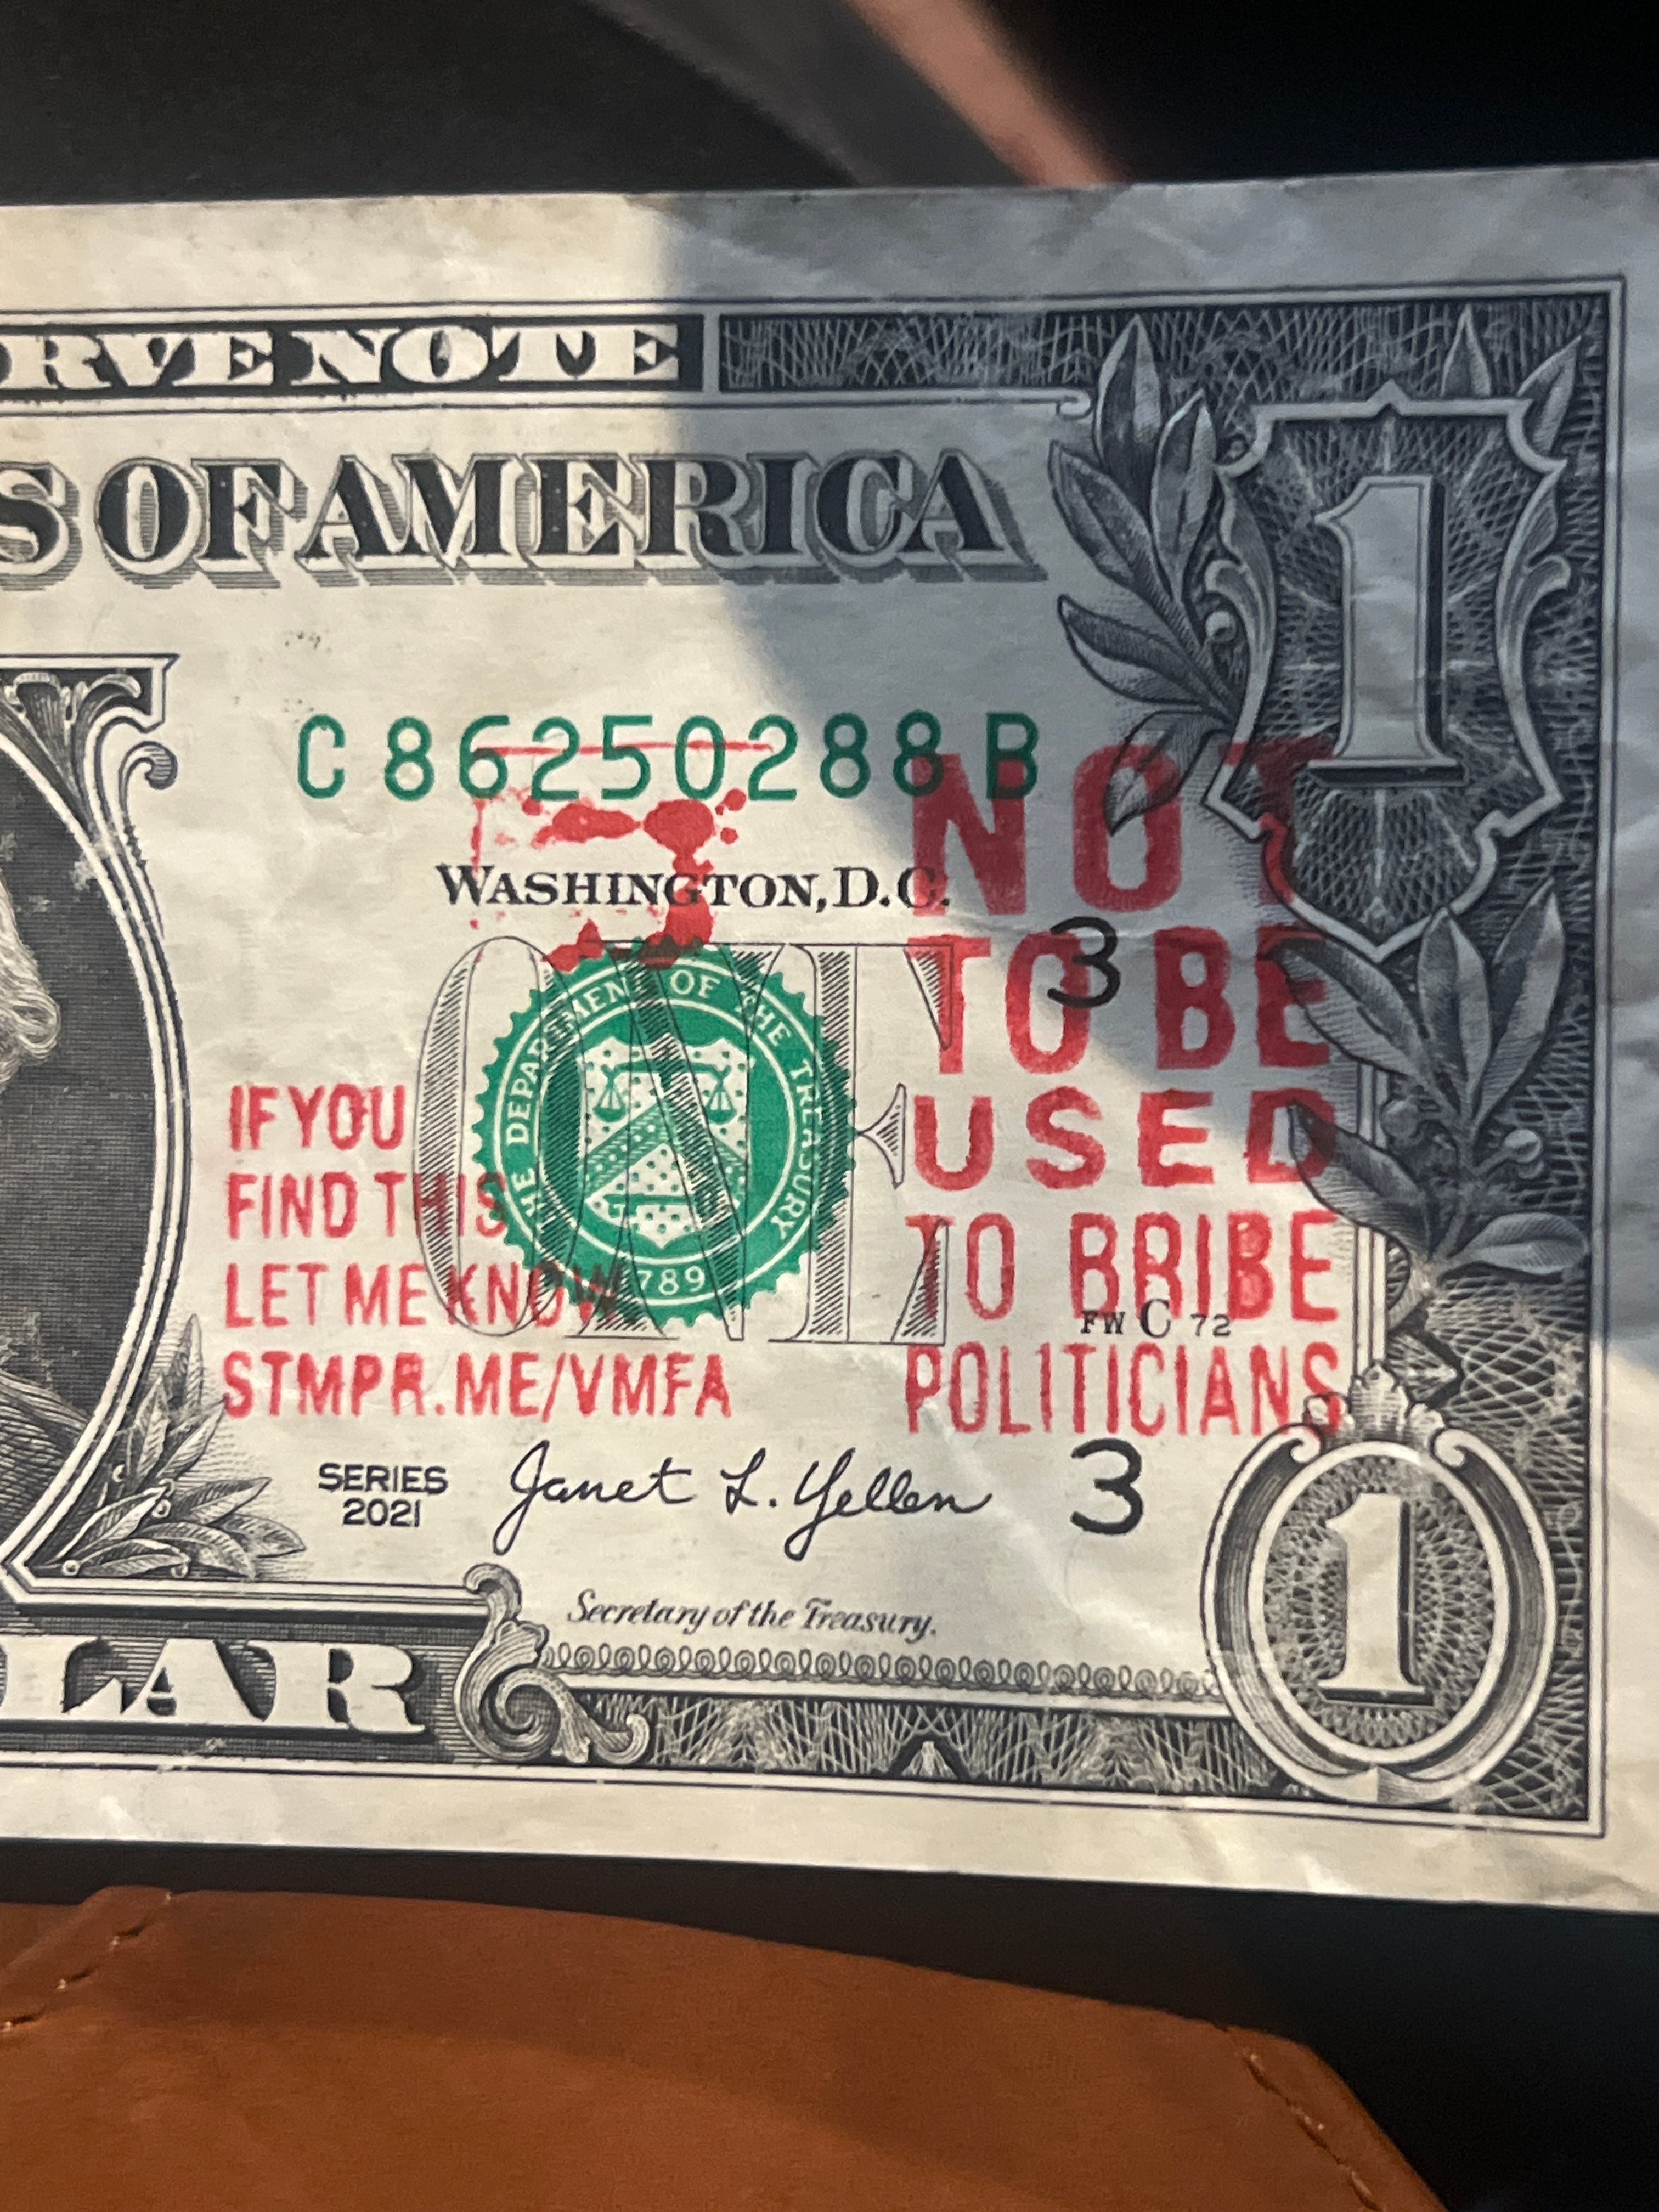 RVE NOTE
S OF AMERICA
1
C 86250288 B
WASHINGTON, D.C.
NOT
3
TO BE
ONE
THE DEPARTMENT OF THE TREASURY
1789
USED
IF YOU
FIND THIS
LET ME KNOW
STMPR.ME/VMFA
TO BRIBE
FW C 72
POLITICIANS
SERIES
2021
Janet L. Yellen
3
Secretary of the Treasury.
1
LAR